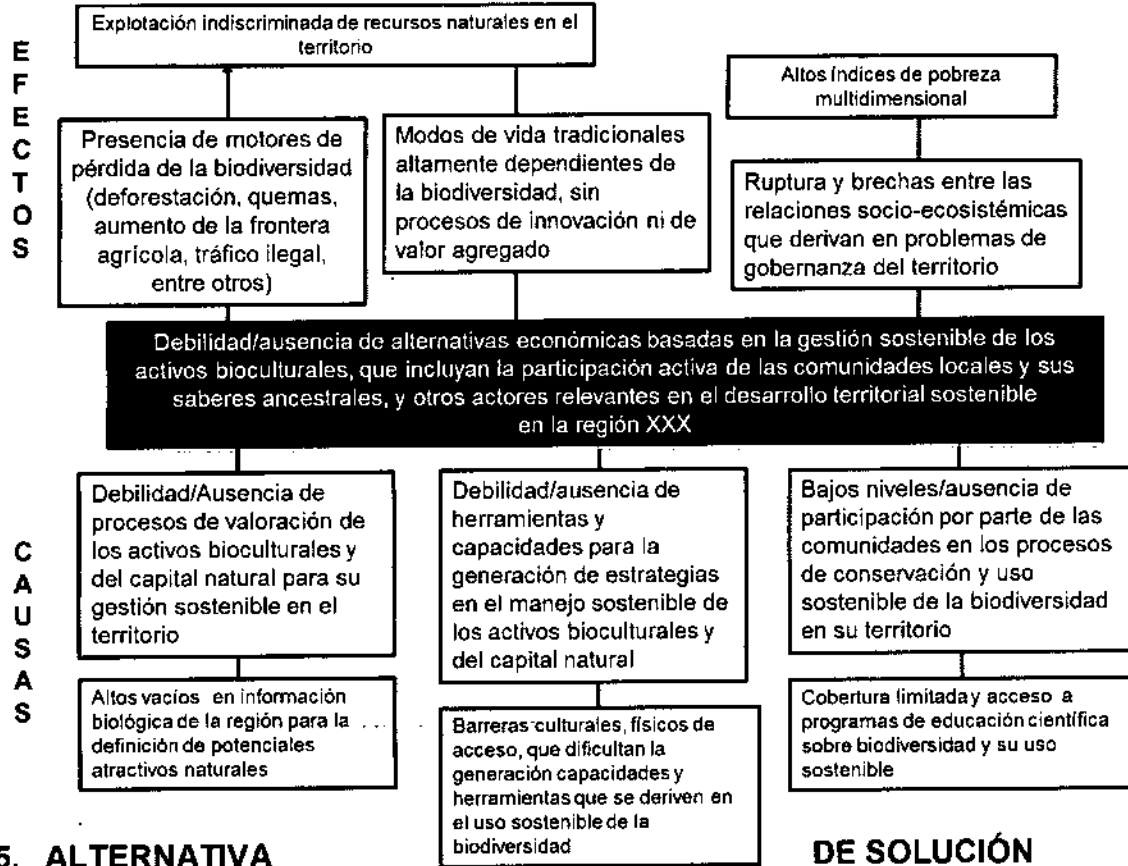 EFECTOS
Explotación indiscriminada de recursos naturales en el
territorio
Altos índices de pobreza
multidimensional
Presencia de motores de
pérdida de la biodiversidad
(deforestación, quemas,
aumento de la frontera
agrícola, tráfico ilegal,
entre otros)
Modos de vida tradicionales
altamente dependientes de
la biodiversidad, sin
procesos de innovación ni de
valor agregado
Ruptura y brechas entre las
relaciones socio-ecosistémicas
que derivan en problemas de
gobernanza del territorio
Debilidad/ausencia de alternativas económicas basadas en la gestión sostenible de los
activos bioculturales, que incluyan la participación activa de las comunidades locales y sus
saberes ancestrales, y otros actores relevantes en el desarrollo territorial sostenible
en la región XXX
CAUSAS
Debilidad/Ausencia de
procesos de valoración de
los activos bioculturales y
del capital natural para su
gestión sostenible en el
territorio
Debilidad/ausencia de
herramientas y
capacidades para la
generación de estrategias
en el manejo sostenible de
los activos bioculturales y
del capital natural
Bajos niveles/ausencia de
participación por parte de las
comunidades en los procesos
de conservación y uso
sostenible de la biodiversidad
en su territorio
Altos vacíos en información
biológica de la región para la
definición de potenciales
atractivos naturales
Barreras culturales, físicos de
acceso, que dificultan la
generación capacidades y
herramientas que se deriven en
el uso sostenible de la
biodiversidad
Cobertura limitada y acceso a
programas de educación científica
sobre biodiversidad y su uso
sostenible
5. ALTERNATIVA DE SOLUCIÓN